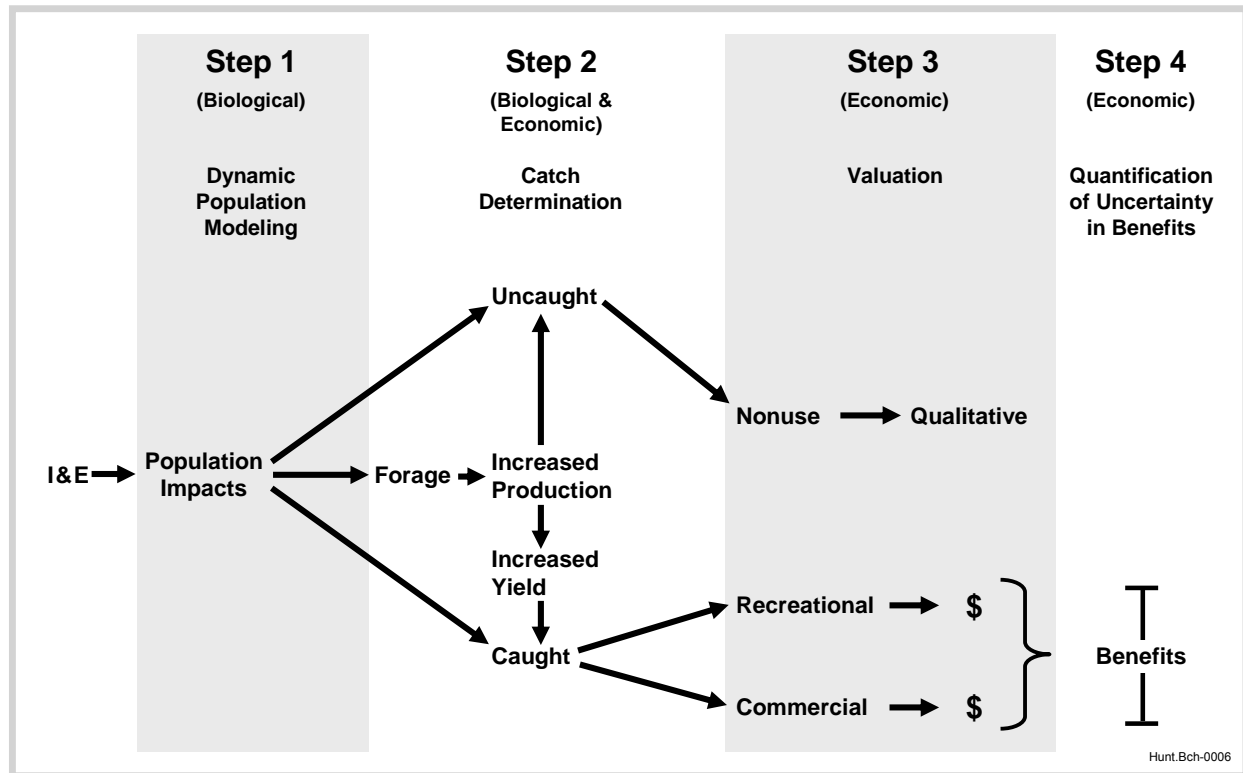 Step 1
(Biological)
Dynamic
Population
Modeling
Step 2
(Biological &
Economic)
Catch
Determination
Step 3
(Economic)
Valuation
Step 4
(Economic)
Quantification
of Uncertainty
in Benefits
I&E
Population
Impacts
Uncaught
Forage
Increased
Production
Increased
Yield
Caught
Nonuse
Qualitative
Recreational
$
Commercial
$
Benefits
Hunt.Bch-0006